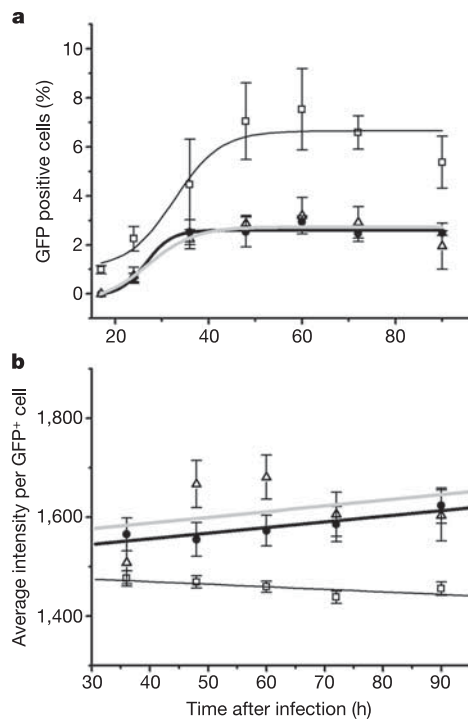 a
10
8
6
4
2
0
GFP positive cells (%)
20 40 60 80
b
1,800
1,600
1,400
Average intensity per GFP⁺ cell
30 40 50 60 70 80 90
Time after infection (h)